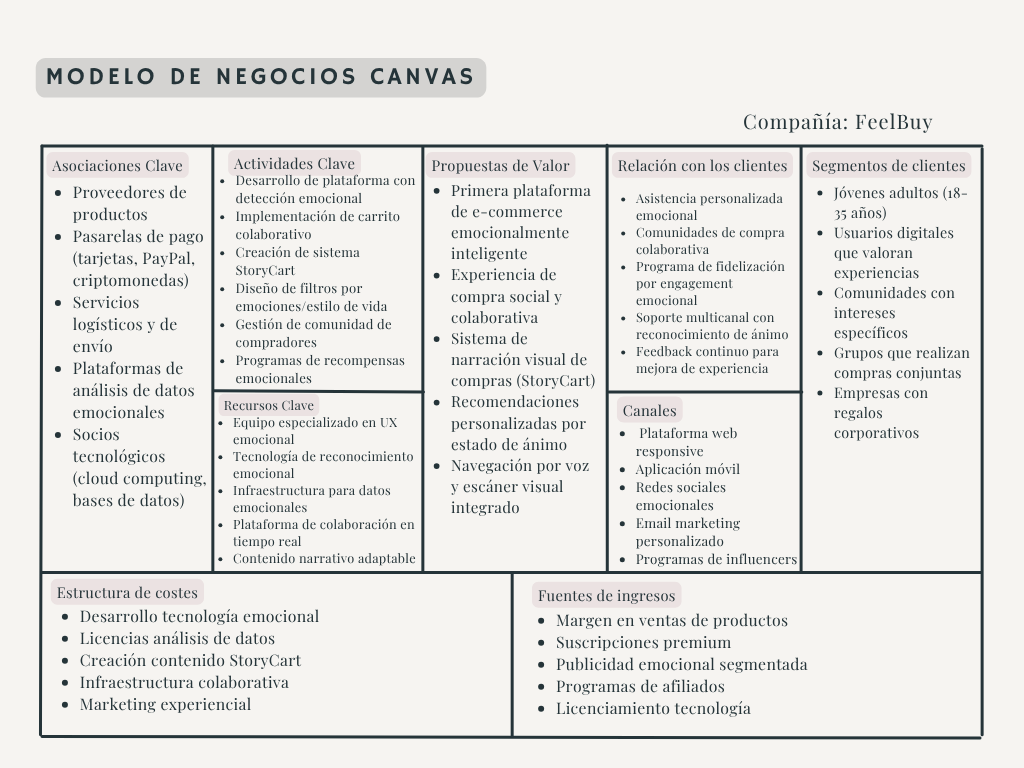 MODELO DE NEGOCIOS CANVAS
Compañía: FeelBuy
Asociaciones Clave
• Proveedores de
productos
• Pasarelas de pago
(tarjetas, PayPal,
criptomonedas)
• Servicios
logísticos y de
envío
• Plataformas de
análisis de datos
emocionales
• Socios
tecnológicos
(cloud computing,
bases de datos)
Actividades Clave
• Desarrollo de plataforma con
detección emocional
• Implementación de carrito
colaborativo
• Creación de sistema
StoryCart
• Diseño de filtros por
emociones/estilo de vida
• Gestión de comunidad de
compradores
• Programas de recompensas
emocionales
Recursos Clave
• Equipo especializado en UX
emocional
• Tecnología de reconocimiento
emocional
• Infraestructura para datos
emocionales
• Plataforma de colaboración en
tiempo real
• Contenido narrativo adaptable
Propuestas de Valor
• Primera plataforma
de e-commerce
emocionalmente
inteligente
• Experiencia de
compra social y
colaborativa
• Sistema de
narración visual de
compras (StoryCart)
• Recomendaciones
personalizadas por
estado de ánimo
• Navegación por voz
y escáner visual
integrado
Relación con los clientes
• Asistencia personalizada
emocional
• Comunidades de compra
colaborativa
• Programa de fidelización
por engagement
emocional
• Soporte multicanal con
reconocimiento de ánimo
• Feedback continuo para
mejora de experiencia
Canales
• Plataforma web
responsive
• Aplicación móvil
• Redes sociales
emocionales
• Email marketing
personalizado
• Programas de influencers
Segmentos de clientes
• Jóvenes adultos (18-
35 años)
• Usuarios digitales
que valoran
experiencias
• Comunidades con
intereses
específicos
• Grupos que realizan
compras conjuntas
• Empresas con
regalos
corporativos
Estructura de costes
• Desarrollo tecnología emocional
• Licencias análisis de datos
• Creación contenido StoryCart
• Infraestructura colaborativa
• Marketing experiencial
Fuentes de ingresos
• Margen en ventas de productos
• Suscripciones premium
• Publicidad emocional segmentada
• Programas de afiliados
• Licenciamiento tecnología